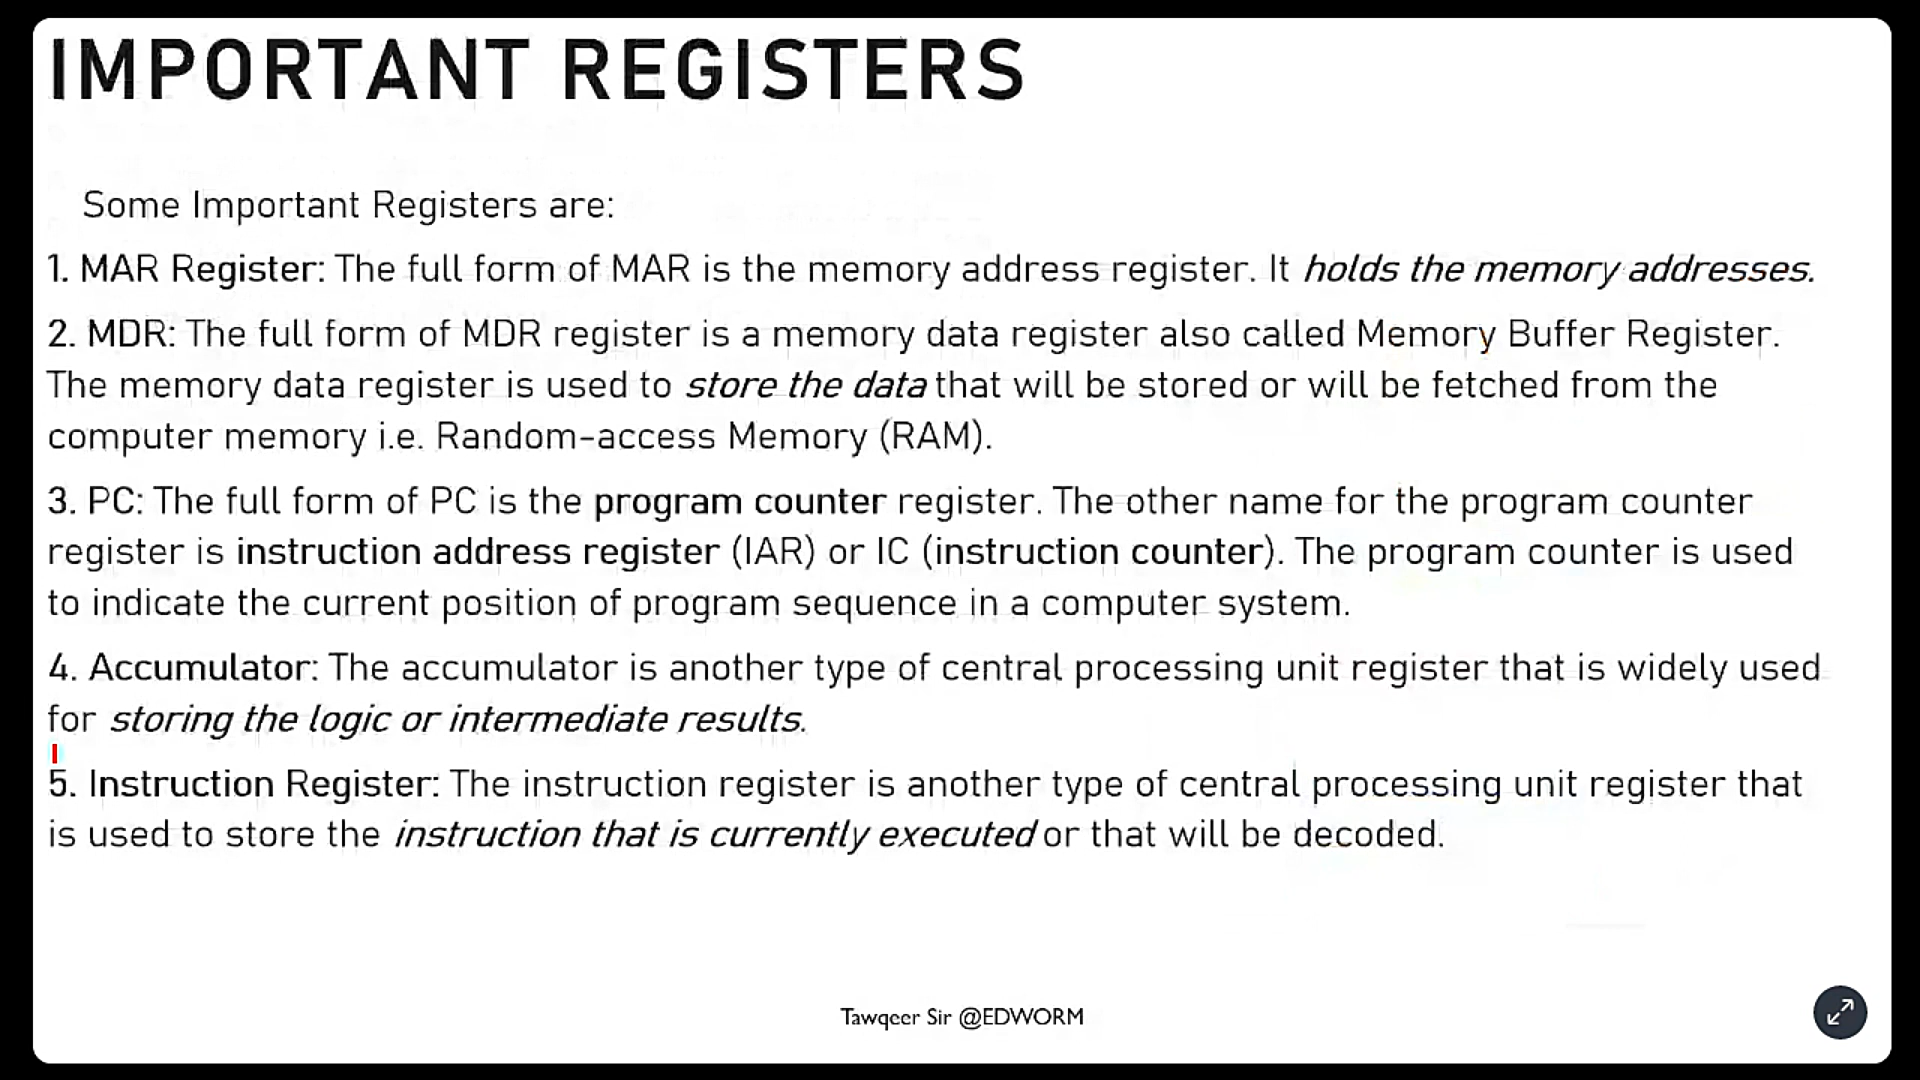 IMPORTANT REGISTERS
Some Important Registers are:
1. MAR Register: The full form of MAR is the memory address register. It holds the memory addresses.
2. MDR: The full form of MDR register is a memory data register also called Memory Buffer Register.
The memory data register is used to store the data that will be stored or will be fetched from the
computer memory i.e. Random-access Memory (RAM).
3. PC: The full form of PC is the program counter register. The other name for the program counter
register is instruction address register (IAR) or IC (instruction counter). The program counter is used
to indicate the current position of program sequence in a computer system.
4. Accumulator: The accumulator is another type of central processing unit register that is widely used
for storing the logic or intermediate results.
5. Instruction Register: The instruction register is another type of central processing unit register that
is used to store the instruction that is currently executed or that will be decoded.
Tawqeer Sir @EDWORM